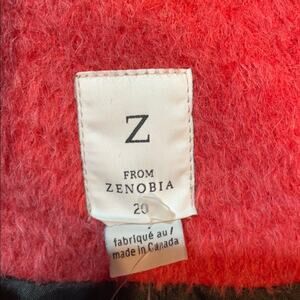 Z
FROM
ZENOBIA
20
fabriqué au/
made in Canada